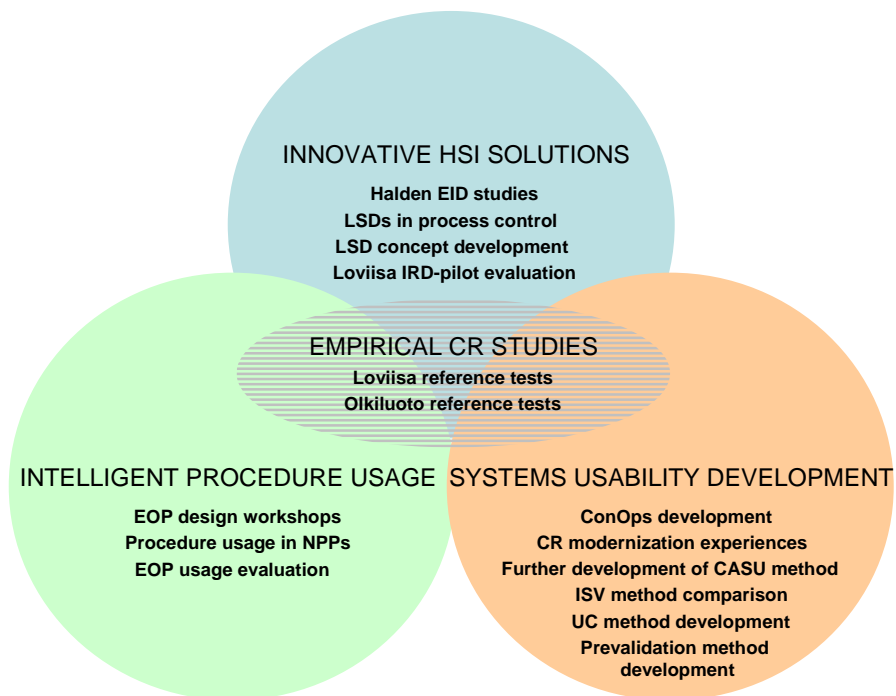 INNOVATIVE HSI SOLUTIONS
Halden EID studies
LSDs in process control
LSD concept development
Loviisa IRD-pilot evaluation
EMPIRICAL CR STUDIES
Loviisa reference tests
Olkiluoto reference tests
INTELLIGENT PROCEDURE USAGE
EOP design workshops
Procedure usage in NPPs
EOP usage evaluation
SYSTEMS USABILITY DEVELOPMENT
ConOps development
CR modernization experiences
Further development of CASU method
ISV method comparison
UC method development
Prevalidation method
development